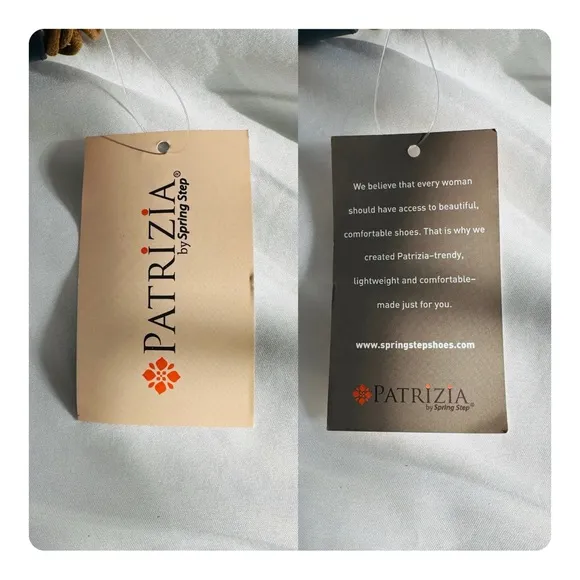 PATRIZIA
by Spring Step®
We believe that every woman
should have access to beautiful,
comfortable shoes. That is why we
created Patrizia–trendy,
lightweight and comfortable–
made just for you.
www.springstepshoes.com
PATRIZIA
by Spring Step®